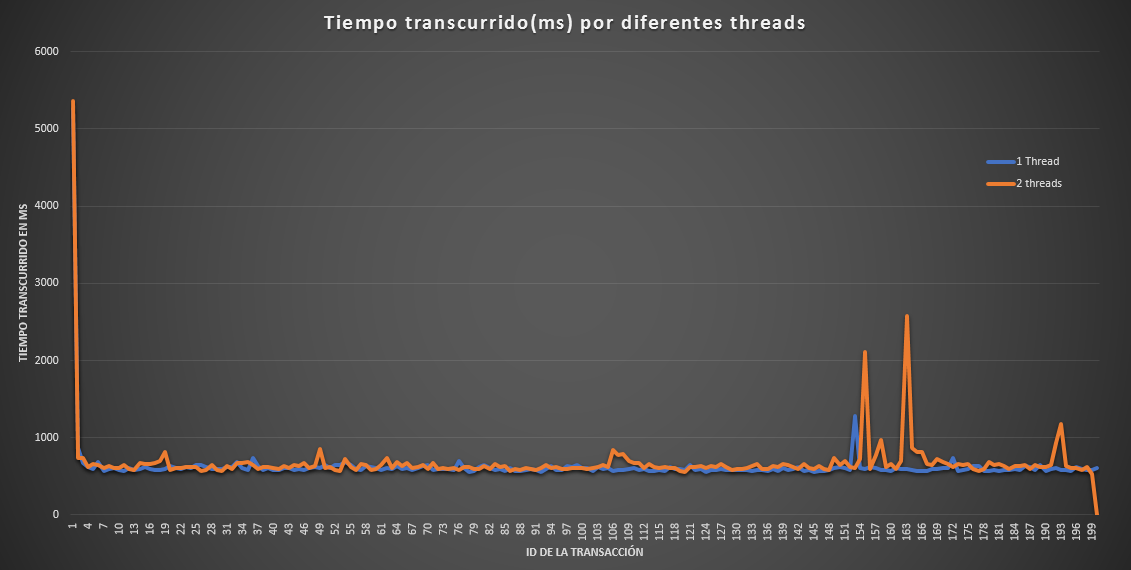 Tiempo transcurrido(ms) por diferentes threads
6000
5000
4000
3000
2000
1000
0
TIEMPO TRANSCURRIDO EN MS
1 Thread
2 threads
1 4 7 10 13 16 19 22 25 28 31 34 37 40 43 46 49 52 55 58 61 64 67 70 73 76 79 82 85 88 91 94 97 100 103 106 109 112 115 118 121 124 127 130 133 136 139 142 145 148 151 154 157 160 163 166 169 172 175 178 181 184 187 190 193 196 199
ID DE LA TRANSACCIÓN